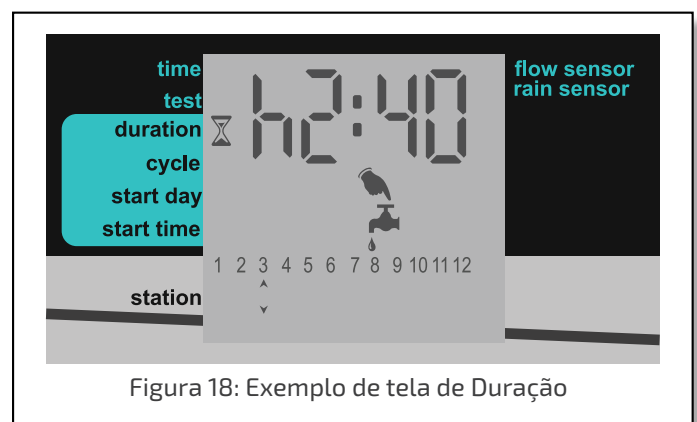 time
test
duration
cycle
start day
start time
station
h2:40
1 2 3 4 5 6 7 8 9 10 11 12
flow sensor
rain sensor
Figura 18: Exemplo de tela de Duração